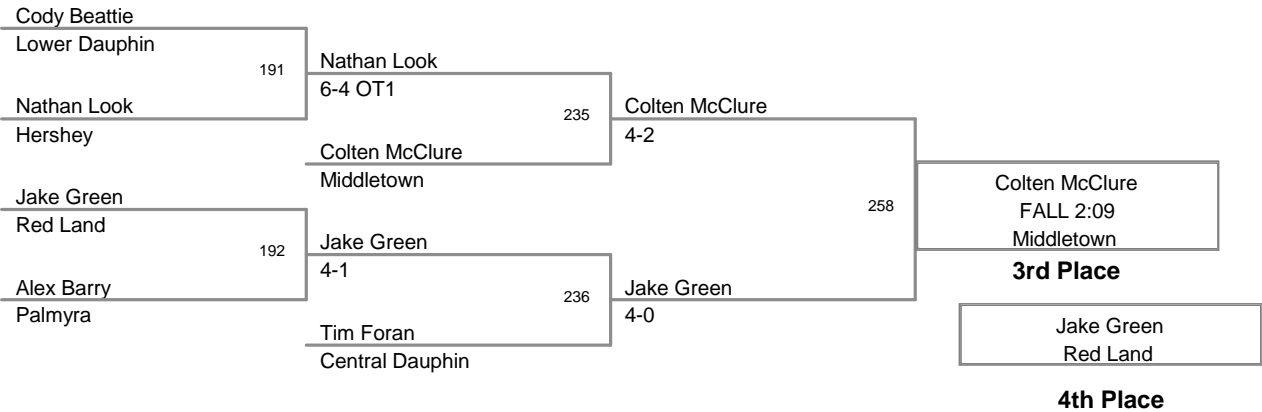 Cody Beattie
Lower Dauphin
191
Nathan Look
6-4 OT1
Nathan Look
Hershey
235
Colten McClure
4-2
Colten McClure
Middletown
Jake Green
Red Land
258
Colten McClure
FALL 2:09
Middletown
192
Jake Green
4-1
3rd Place
Alex Barry
Palmyra
236
Jake Green
4-0
Tim Foran
Central Dauphin
Jake Green
Red Land
4th Place